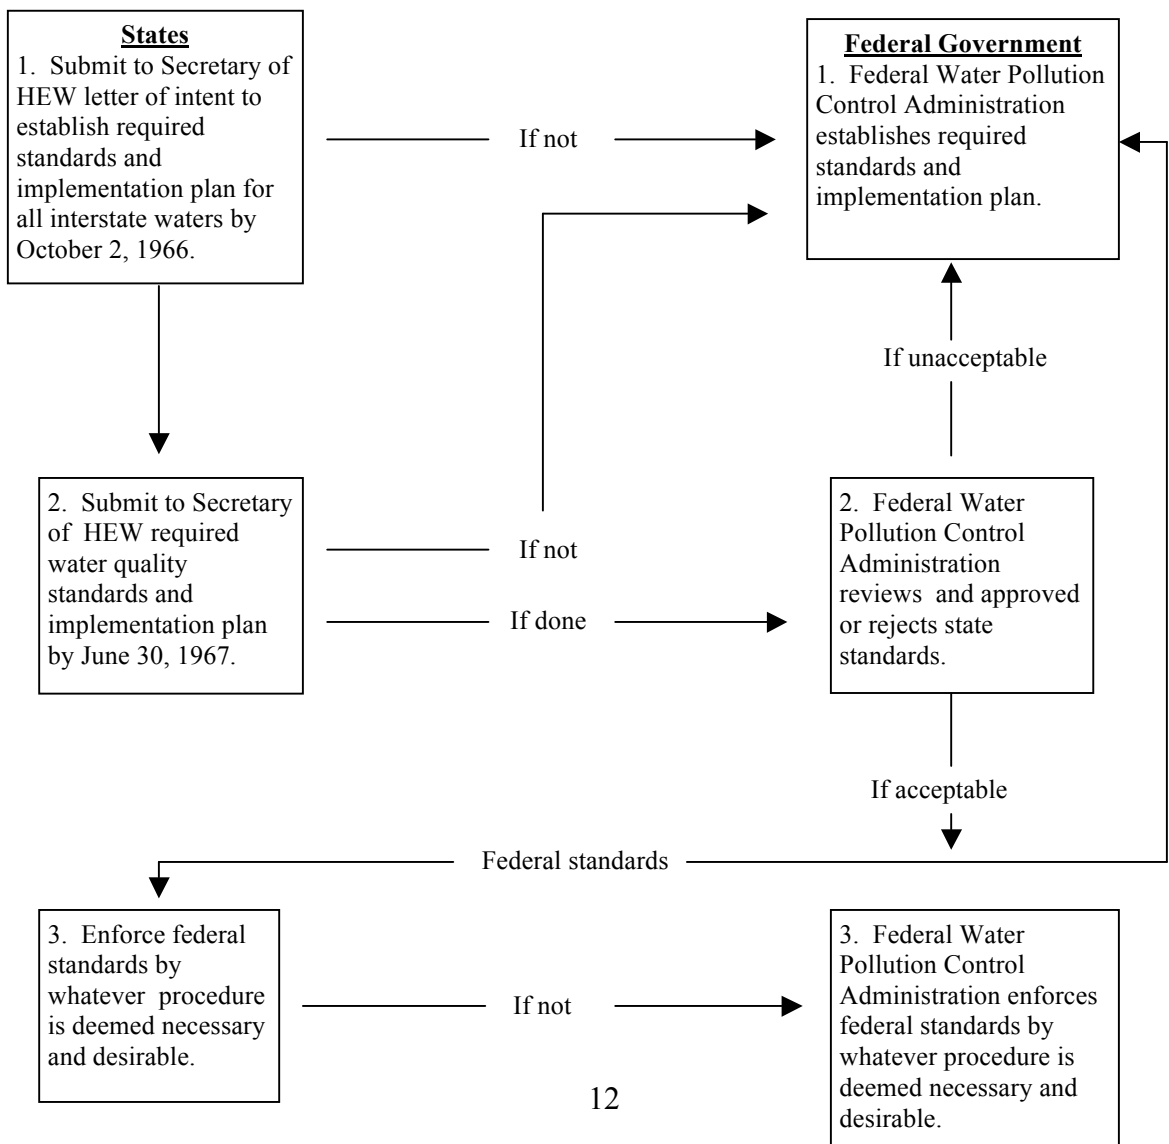 States
1. Submit to Secretary of
HEW letter of intent to
establish required
standards and
implementation plan for
all interstate waters by
October 2, 1966.
If not
Federal Government
1. Federal Water Pollution
Control Administration
establishes required
standards and
implementation plan.
If unacceptable
2. Submit to Secretary
of HEW required
water quality
standards and
implementation plan
by June 30, 1967.
If not
If done
2. Federal Water
Pollution Control
Administration
reviews and approved
or rejects state
standards.
If acceptable
Federal standards
3. Enforce federal
standards by
whatever procedure
is deemed necessary
and desirable.
If not
3. Federal Water
Pollution Control
Administration enforces
federal standards by
whatever procedure is
deemed necessary and
desirable.
12